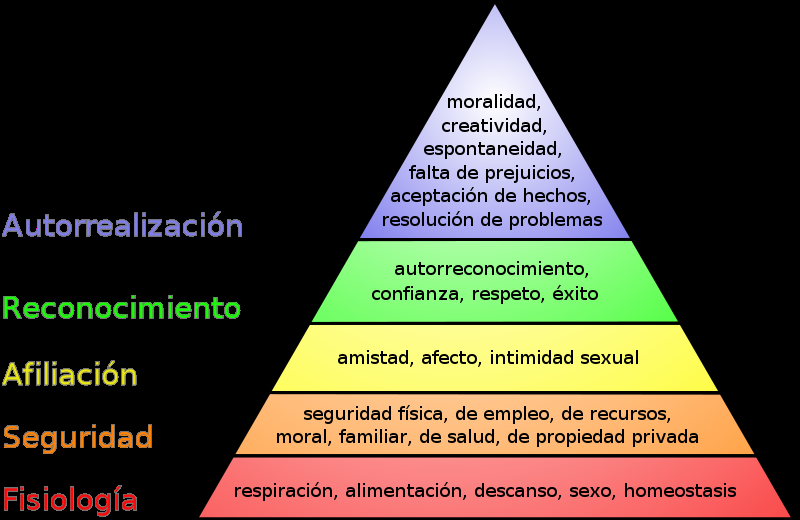 moralidad,
creatividad,
espontaneidad,
falta de prejuicios,
aceptación de hechos,
resolución de problemas
Autorrealización
autorreconocimiento,
confianza, respeto, éxito
Reconocimiento
amistad, afecto, intimidad sexual
Afiliación
seguridad física, de empleo, de recursos,
moral, familiar, de salud, de propiedad privada
Seguridad
respiración, alimentación, descanso, sexo, homeostasis
Fisiología